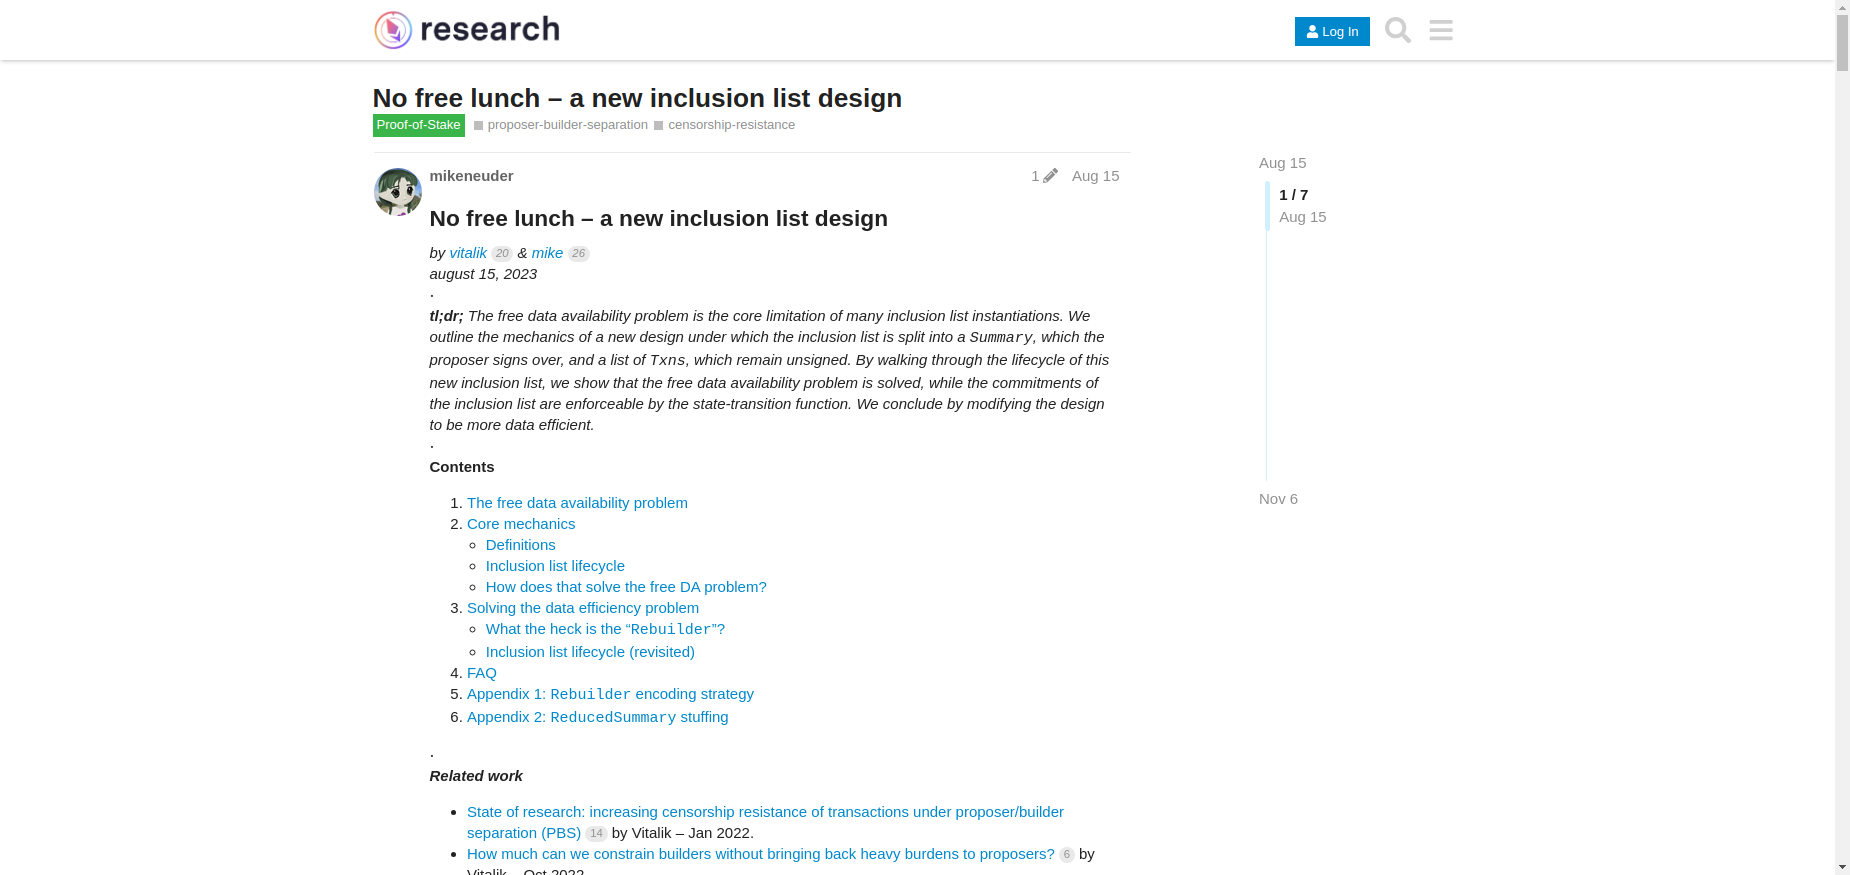 research
Log In
No free lunch – a new inclusion list design
Proof-of-Stake proposer-builder-separation censorship-resistance
mikeneuder 1 Aug 15
No free lunch – a new inclusion list design
by vitalik 20 & mike 26
august 15, 2023
.
tl;dr; The free data availability problem is the core limitation of many inclusion list instantiations. We
outline the mechanics of a new design under which the inclusion list is split into a Summary, which the
proposer signs over, and a list of Txns, which remain unsigned. By walking through the lifecycle of this
new inclusion list, we show that the free data availability problem is solved, while the commitments of
the inclusion list are enforceable by the state-transition function. We conclude by modifying the design
to be more data efficient.
.
Contents
1. The free data availability problem
2. Core mechanics
◦ Definitions
◦ Inclusion list lifecycle
◦ How does that solve the free DA problem?
3. Solving the data efficiency problem
◦ What the heck is the “Rebuilder”?
◦ Inclusion list lifecycle (revisited)
4. FAQ
5. Appendix 1: Rebuilder encoding strategy
6. Appendix 2: ReducedSummary stuffing
.
Related work
• State of research: increasing censorship resistance of transactions under proposer/builder
separation (PBS) 14 by Vitalik – Jan 2022.
• How much can we constrain builders without bringing back heavy burdens to proposers? 6 by
Vitalik – Oct 2022
Aug 15
1 / 7
Aug 15
Nov 6